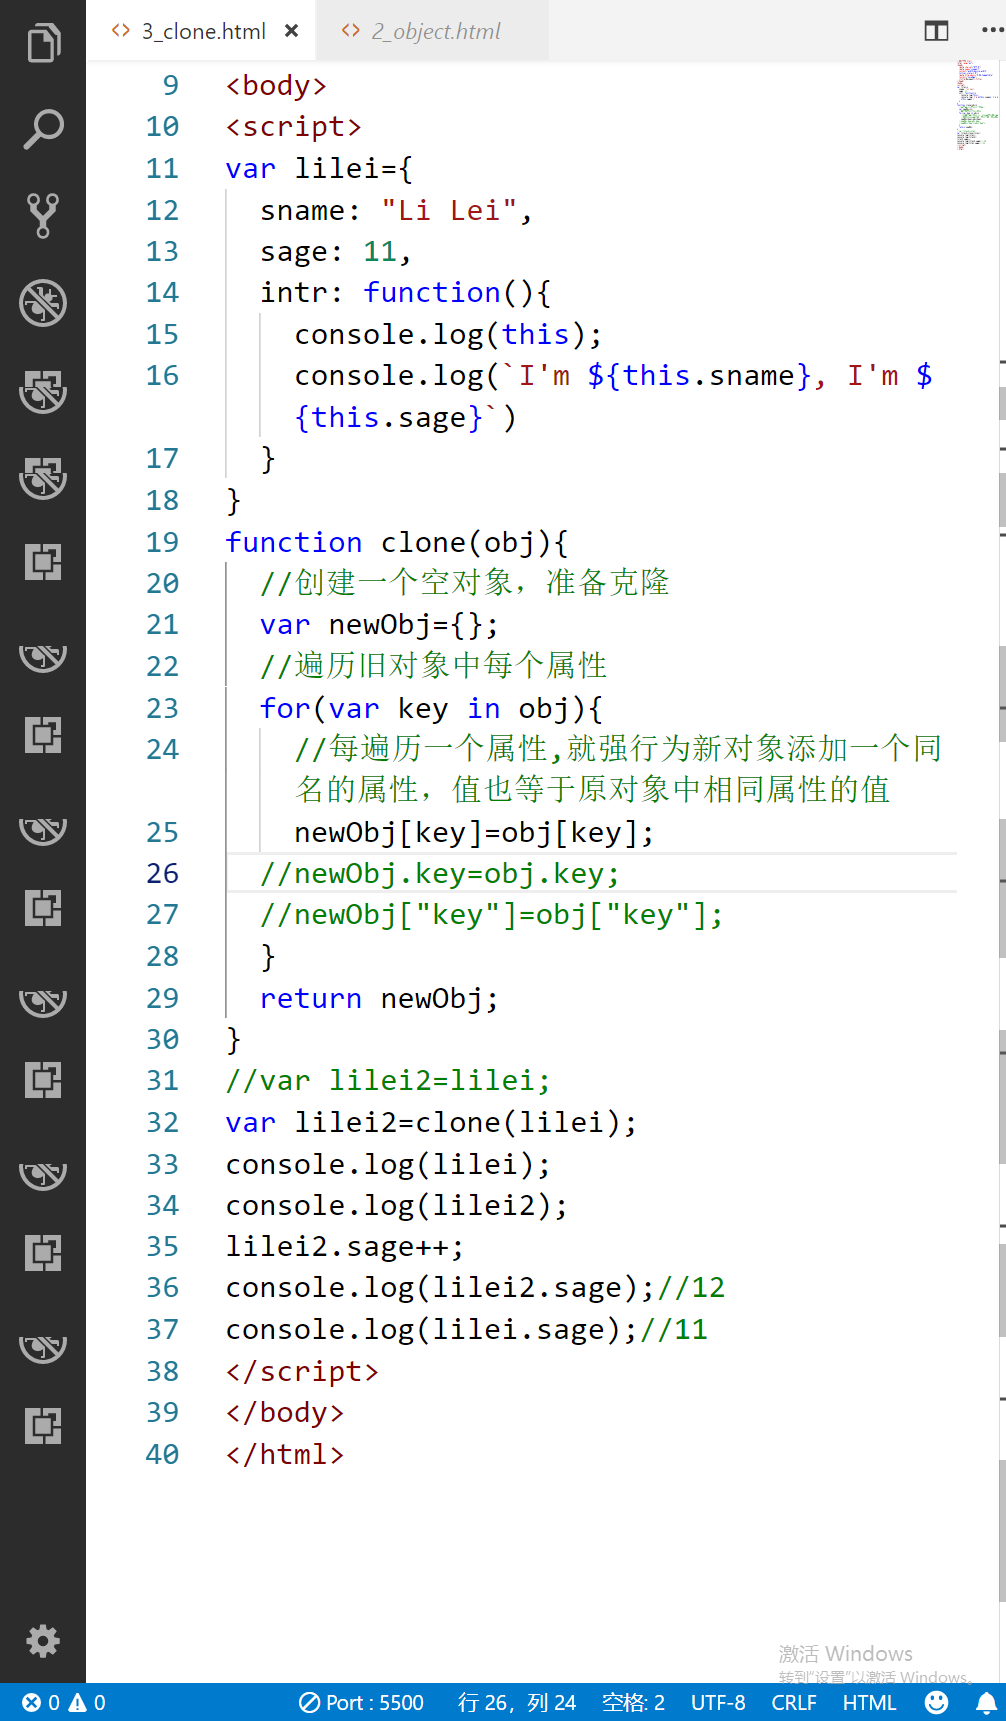 3_clone.html
2_object.html
9 <body>
10 <script>
11 var lilei={
12 sname: "Li Lei",
13 sage: 11,
14 intr: function(){
15 console.log(this);
16 console.log(`I'm ${this.sname}, I'm $
{this.sage}`)
17 }
18 }
19 function clone(obj){
20 //创建一个空对象，准备克隆
21 var newObj={};
22 //遍历旧对象中每个属性
23 for(var key in obj){
24 //每遍历一个属性,就强行为新对象添加一个同
名的属性，值也等于原对象中相同属性的值
25 newObj[key]=obj[key];
26 //newObj.key=obj.key;
27 //newObj["key"]=obj["key"];
28 }
29 return newObj;
30 }
31 //var lilei2=lilei;
32 var lilei2=clone(lilei);
33 console.log(lilei);
34 console.log(lilei2);
35 lilei2.sage++;
36 console.log(lilei2.sage);//12
37 console.log(lilei.sage);//11
38 </script>
39 </body>
40 </html>
激活 Windows
转到"设置"以激活 Windows。
0 0 Port : 5500 行 26，列 24 空格: 2 UTF-8 CRLF HTML